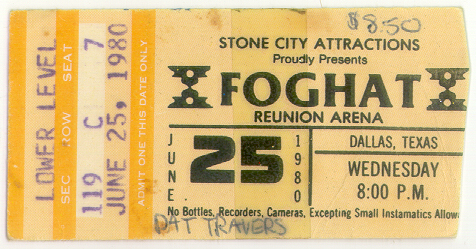 LOWER LEVEL
SEC ROW SEAT
119 C 7
JUNE 25, 1980
ADMIT ONE THIS DATE ONLY
$8.50
STONE CITY ATTRACTIONS
Proudly Presents
FOGHAT
REUNION ARENA
JUNE. 25 1980
DALLAS, TEXAS
WEDNESDAY
8:00 P.M.
No Bottles, Recorders, Cameras, Excepting Small Instamatics Allow
PAT TRAVERS